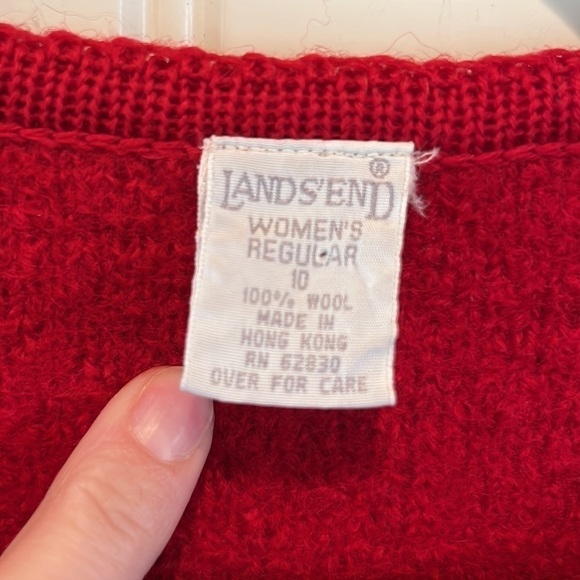 ®
LANDS'END
WOMEN'S
REGULAR
10
100% WOOL
MADE IN
HONG KONG
RN 62830
OVER FOR CARE